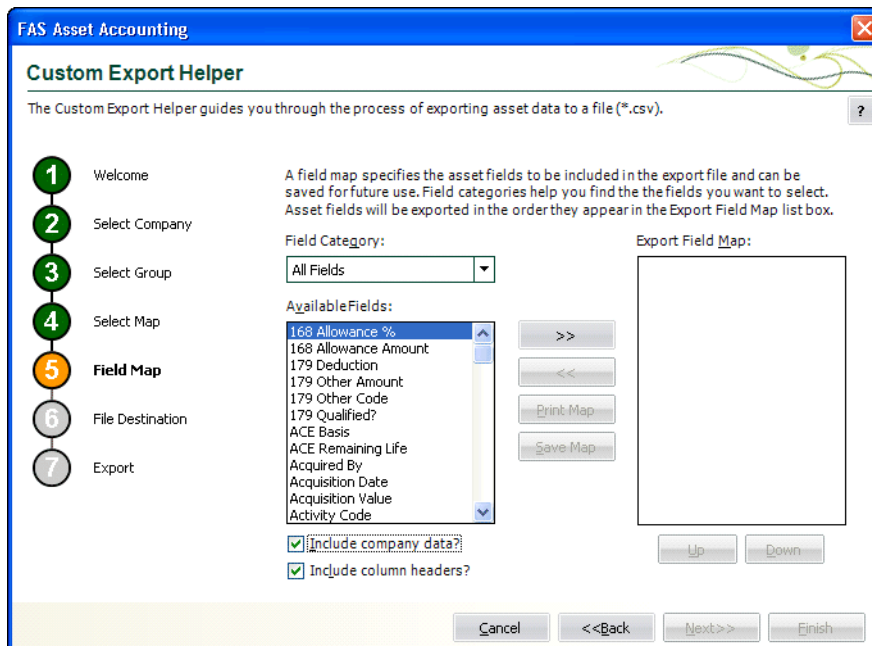 FAS Asset Accounting
Custom Export Helper
The Custom Export Helper guides you through the process of exporting asset data to a file (*.csv).
?
1 Welcome
2 Select Company
3 Select Group
4 Select Map
5 Field Map
6 File Destination
7 Export
A field map specifies the asset fields to be included in the export file and can be
saved for future use. Field categories help you find the the fields you want to select.
Asset fields will be exported in the order they appear in the Export Field Map list box.
Field Category:
All Fields
AvailableFields:
168 Allowance %
168 Allowance Amount
179 Deduction
179 Other Amount
179 Other Code
179 Qualified?
ACE Basis
ACE Remaining Life
Acquired By
Acquisition Date
Acquisition Value
Activity Code
>>
<<
Print Map
Save Map
Export Field Map:
Include company data?
Include column headers?
Up
Down
Cancel
<<Back
Next>>
Finish